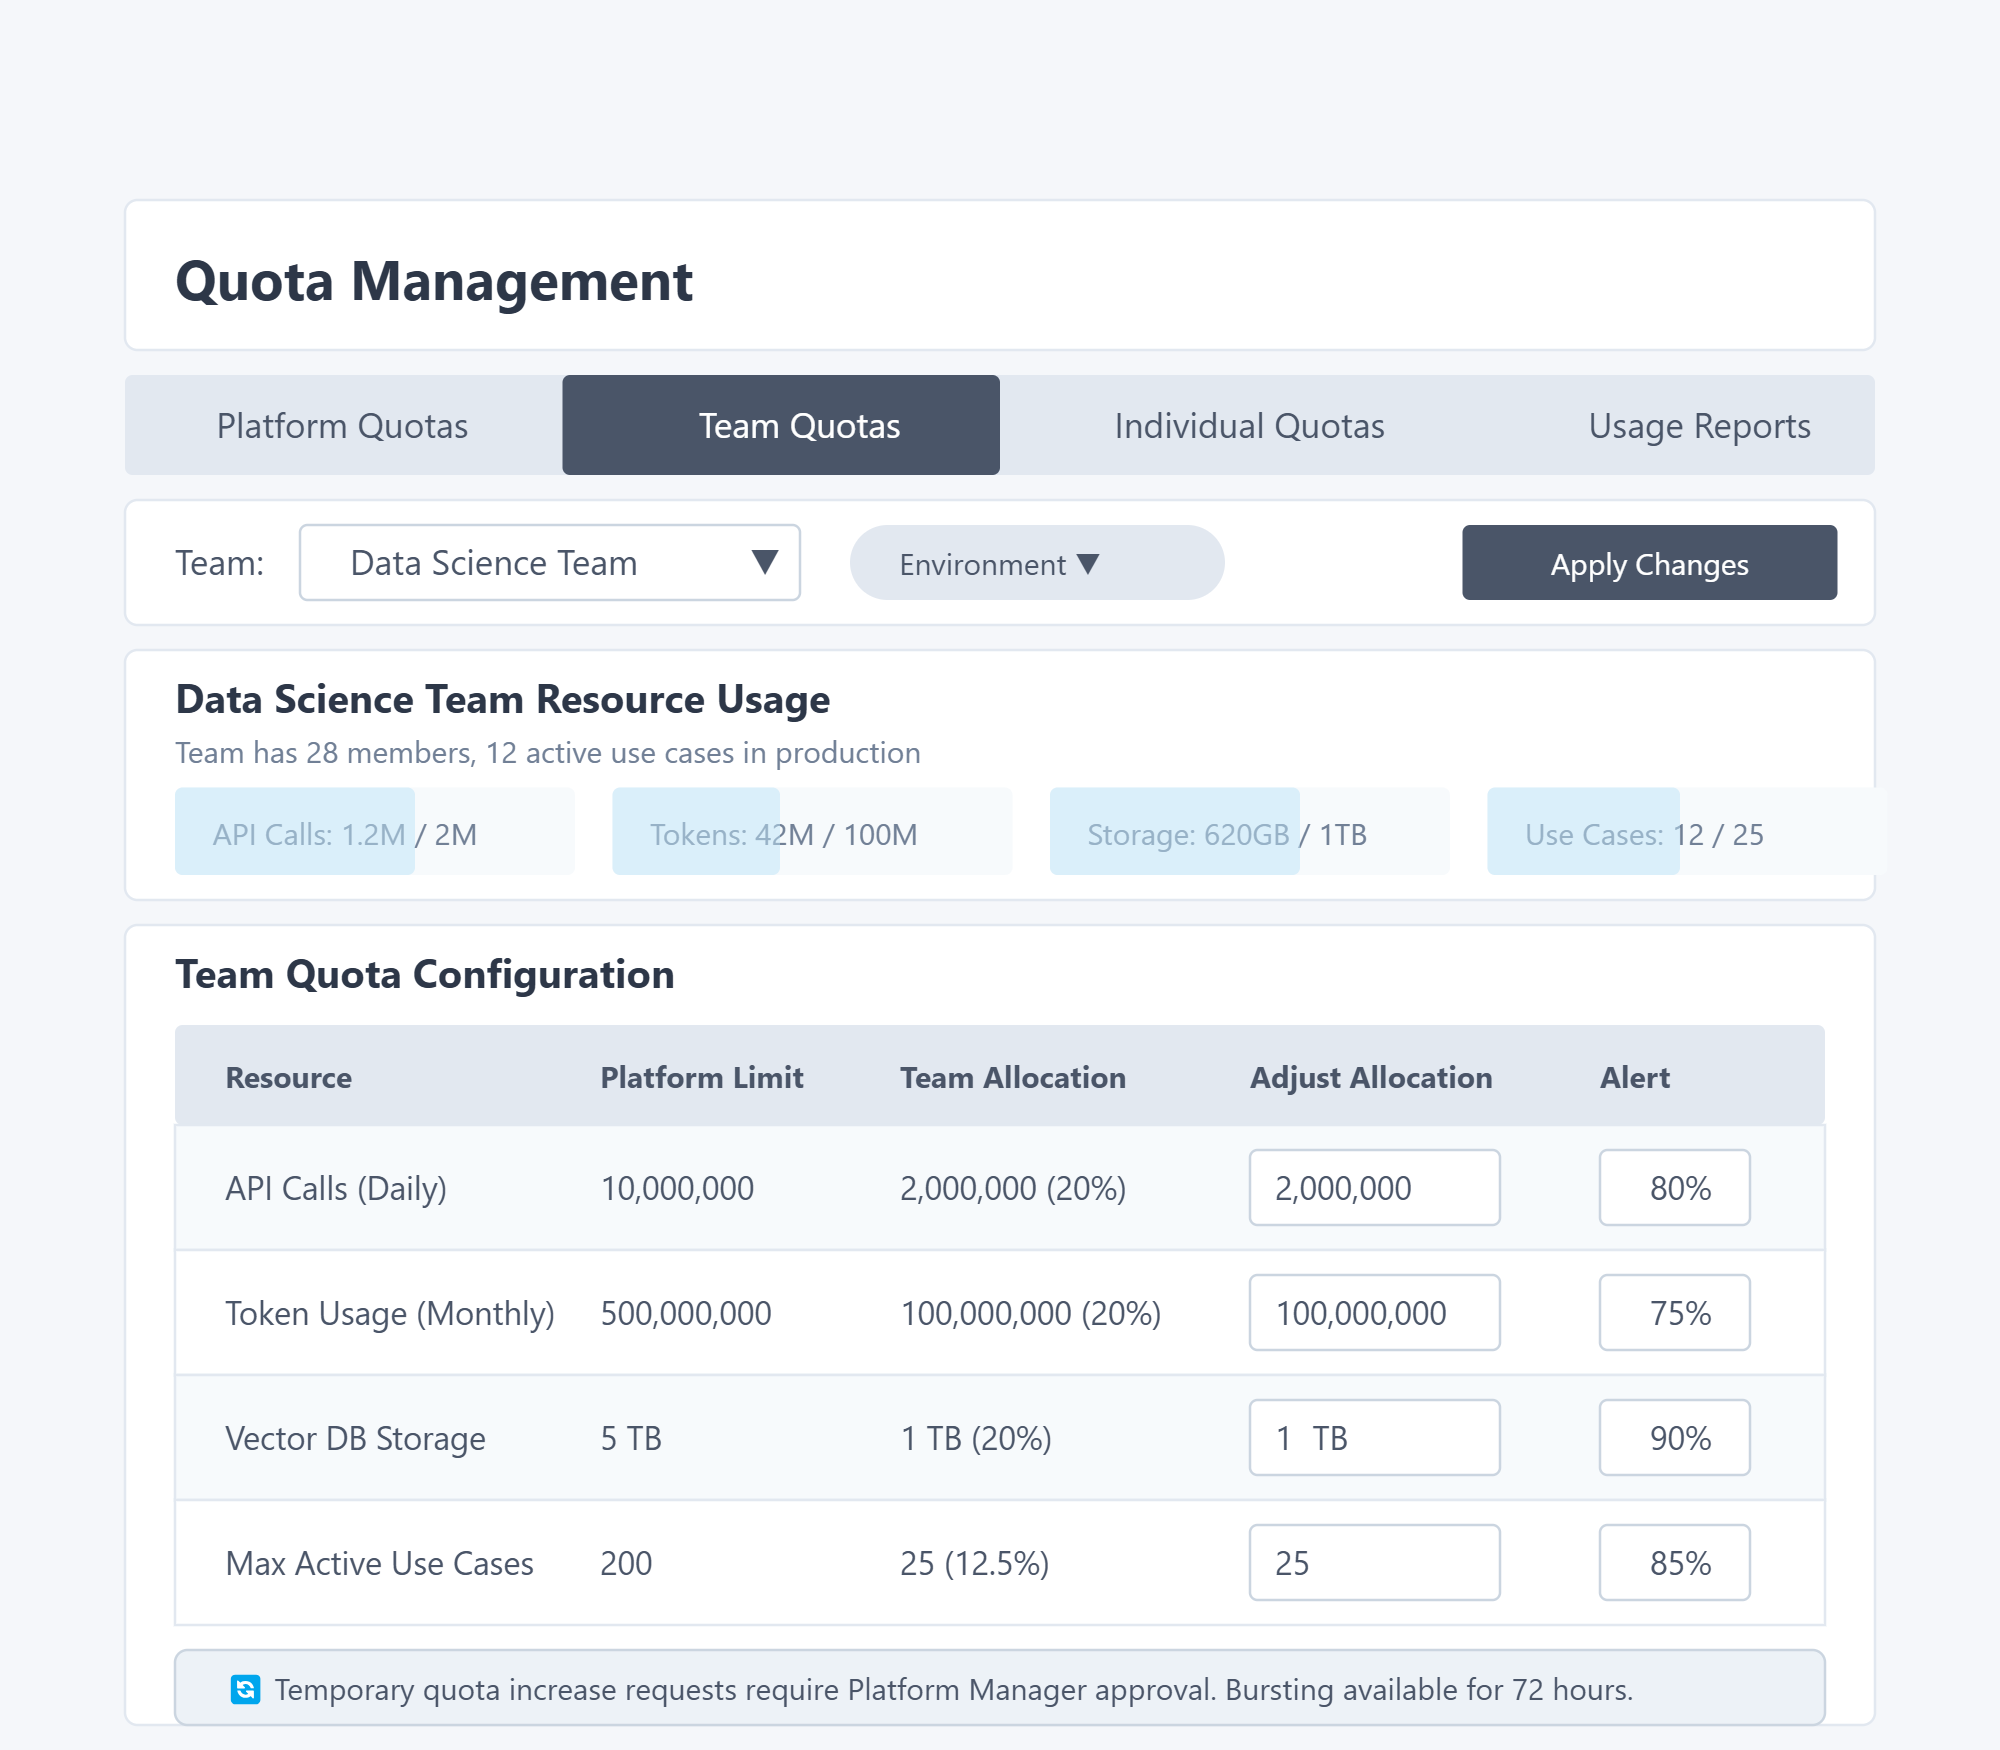 Quota Management
Platform Quotas Team Quotas Individual Quotas Usage Reports
Team: Data Science Team ▼ Environment ▼ Apply Changes
Data Science Team Resource Usage
Team has 28 members, 12 active use cases in production
API Calls: 1.2M / 2M Tokens: 42M / 100M Storage: 620GB / 1TB Use Cases: 12 / 25
Team Quota Configuration
Resource Platform Limit Team Allocation Adjust Allocation Alert
API Calls (Daily) 10,000,000 2,000,000 (20%) 2,000,000 80%
Token Usage (Monthly) 500,000,000 100,000,000 (20%) 100,000,000 75%
Vector DB Storage 5 TB 1 TB (20%) 1 TB 90%
Max Active Use Cases 200 25 (12.5%) 25 85%
🔄 Temporary quota increase requests require Platform Manager approval. Bursting available for 72 hours.